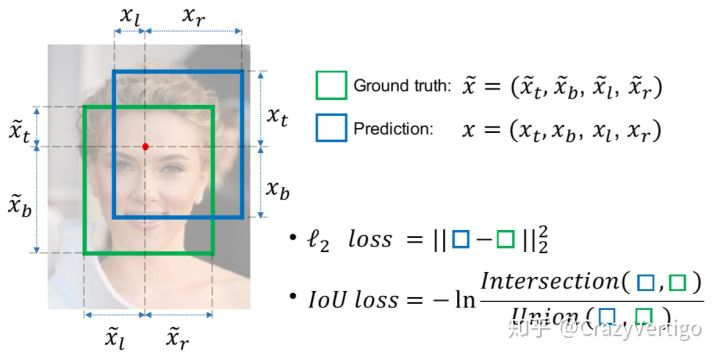 x_l x_r
x̃_t x_t
x̃_b x_b
x̃_l x̃_r
Ground truth: x̃ = (x̃_t, x̃_b, x̃_l, x̃_r)
Prediction: x = (x_t, x_b, x_l, x_r)
• ℓ_2 loss = ||□ − □||_2^2
• IoU loss = −ln Intersection(□,□)
Union(□,□)
知乎 @CrazyVertigo